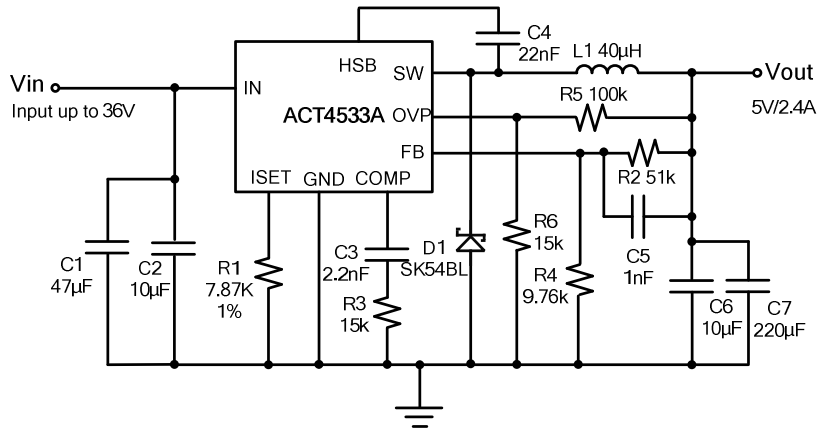 C4
22nF
L1 40μH
HSB
SW
Vin
IN
Vout
Input up to 36V
ACT4533A
OVP
R5 100k
5V/2.4A
FB
ISET
GND
COMP
R2 51k
C1
47μF
C2
10μF
R1
7.87K
1%
C3
2.2nF
R3
15k
D1
SK54BL
R6
15k
R4
9.76k
C5
1nF
C6
10μF
C7
220μF